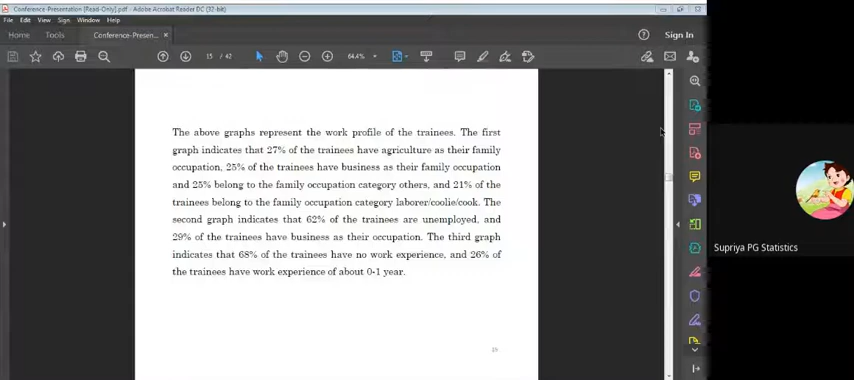 Conference-Presentation [Read-Only].pdf - Adobe Acrobat Reader DC (32-bit)
File Edit View Sign Window Help
Home Tools Conference-Presen... × Sign In
15 / 42 64.4%
The above graphs represent the work profile of the trainees. The first
graph indicates that 27% of the trainees have agriculture as their family
occupation, 25% of the trainees have business as their family occupation
and 25% belong to the family occupation category others, and 21% of the
trainees belong to the family occupation category laborer/coolie/cook. The
second graph indicates that 62% of the trainees are unemployed, and
29% of the trainees have business as their occupation. The third graph
indicates that 68% of the trainees have no work experience, and 26% of
the trainees have work experience of about 0-1 year.
Supriya PG Statistics